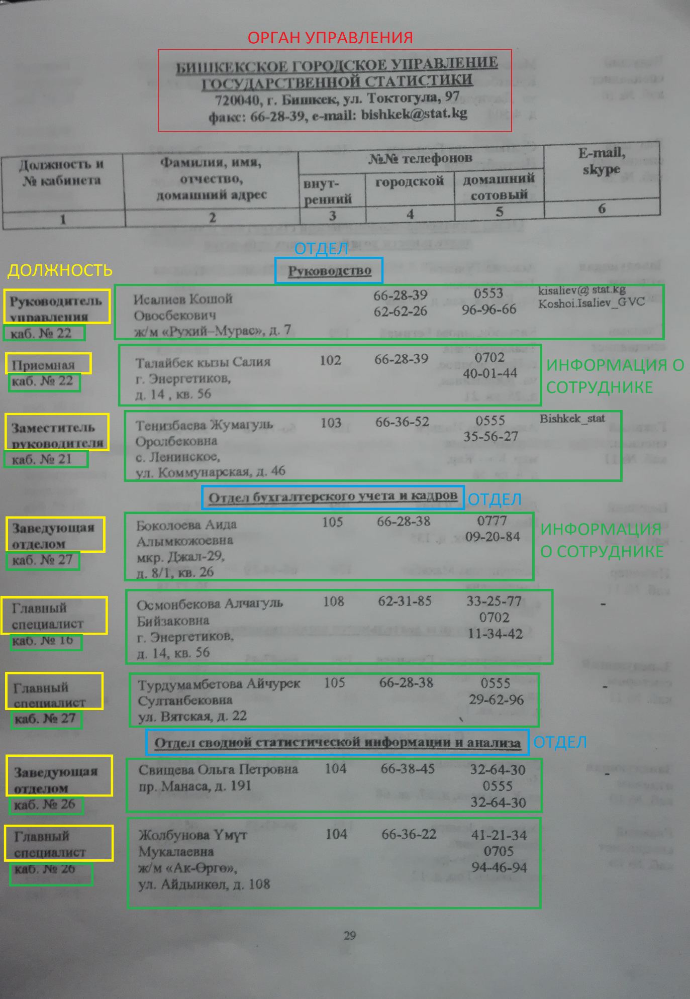 ОРГАН УПРАВЛЕНИЯ
БИШКЕКСКОЕ ГОРОДСКОЕ УПРАВЛЕНИЕ
ГОСУДАРСТВЕННОЙ СТАТИСТИКИ
720040, г. Бишкек, ул. Токтогула, 97
факс: 66-28-39, e-mail: bishkek@stat.kg
Должность и № кабинета
Фамилия, имя, отчество, домашний адрес
№№ телефонов
внут-ренний
городской
домашний сотовый
E-mail, skype
1 2 3 4 5 6
ОТДЕЛ
ДОЛЖНОСТЬ
Руководство
Руководитель Исалиев Кошой 66-28-39 0553 kisaliev@ stat.kg
управления Овосбекович 62-62-26 96-96-66 Koshoi.Isaliev_GVC
каб. № 22 ж/м «Рухий–Мурас», д. 7
Приемная Талайбек кызы Салия 102 66-28-39 0702
каб. № 22 г. Энергетиков, 40-01-44
д. 14 , кв. 56
ИНФОРМАЦИЯ О
СОТРУДНИКЕ
Заместитель Тенизбаева Жумагуль 103 66-36-52 0555 Bishkek_stat
руководителя Оролбековна 35-56-27
каб. № 21 с. Ленинское,
ул. Коммунарская, д. 46
Отдел бухгалтерского учета и кадров ОТДЕЛ
Заведующая Боколоева Аида 105 66-28-38 0777
отделом Алымкожоевна 09-20-84
каб. № 27 мкр. Джал-29,
д. 8/1, кв. 26
ИНФОРМАЦИЯ
О СОТРУДНИКЕ
Главный Осмонбекова Алчагуль 108 62-31-85 33-25-77 -
специалист Бийзаковна 0702
каб. № 16 г. Энергетиков, 11-34-42
д. 14, кв. 56
Главный Турдумамбетова Айчурек 105 66-28-38 0555 -
специалист Султанбековна 29-62-96
каб. № 27 ул. Вятская, д. 22
Отдел сводной статистической информации и анализа ОТДЕЛ
Заведующая Свищева Ольга Петровна 104 66-38-45 32-64-30 -
отделом пр. Манаса, д. 191 0555
каб. № 26 32-64-30
Главный Жолбунова Үмүт 104 66-36-22 41-21-34
специалист Мукалаевна 0705
каб. № 26 ж/м «Ак-Өргө», 94-46-94
ул. Айдынкөл, д. 108
29